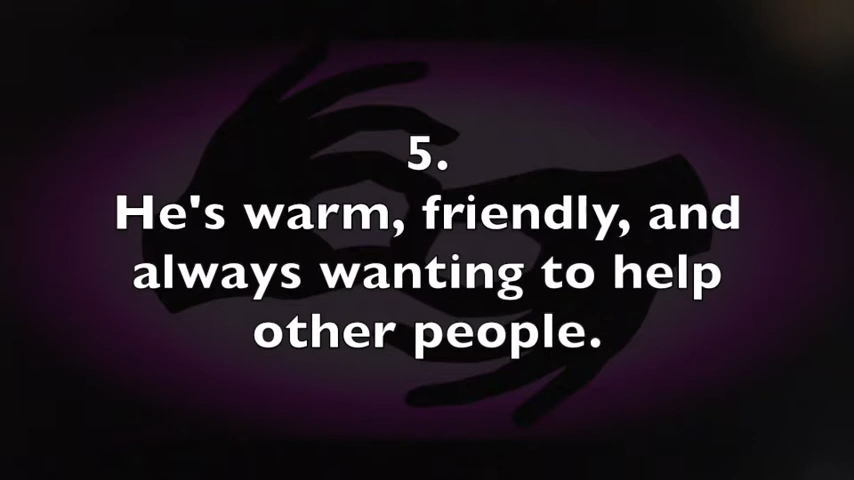 5.
He's warm, friendly, and
always wanting to help
other people.